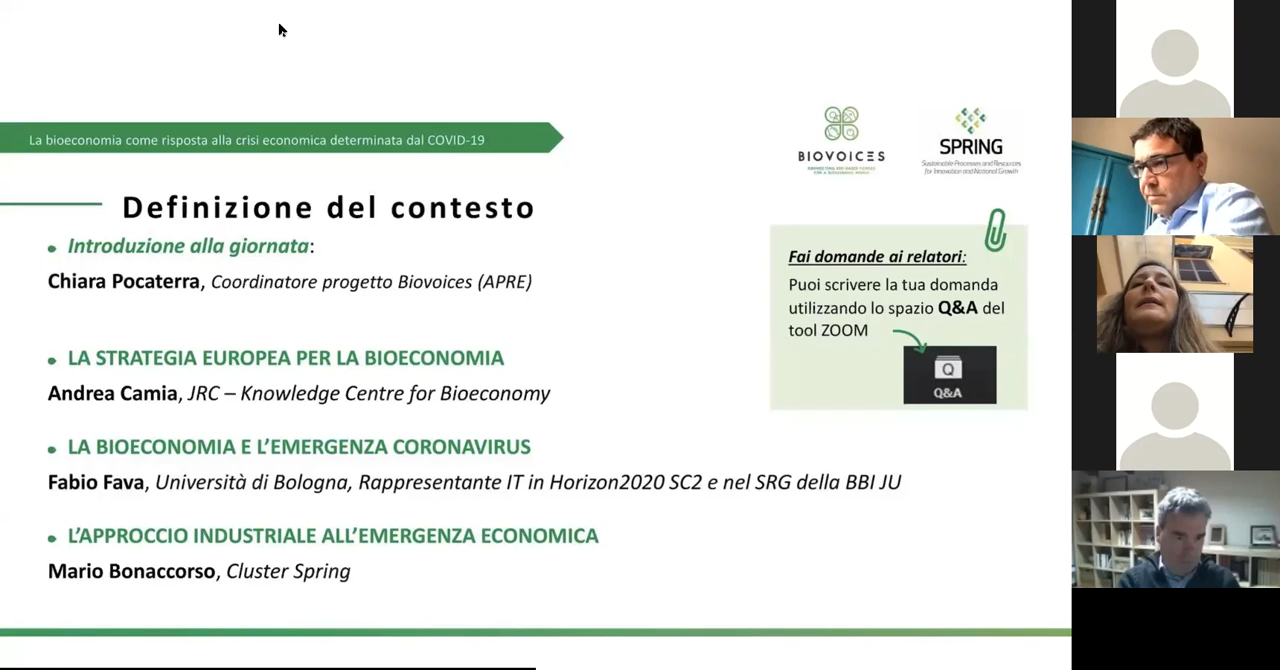 La bioeconomia come risposta alla crisi economica determinata dal COVID-19
BIOVOICES
SPRING
Sustainable Processes and Resources
for Innovation and National Growth
Definizione del contesto
• Introduzione alla giornata:
Chiara Pocaterra, Coordinatore progetto Biovoices (APRE)
• LA STRATEGIA EUROPEA PER LA BIOECONOMIA
Andrea Camia, JRC – Knowledge Centre for Bioeconomy
• LA BIOECONOMIA E L’EMERGENZA CORONAVIRUS
Fabio Fava, Università di Bologna, Rappresentante IT in Horizon2020 SC2 e nel SRG della BBI JU
• L’APPROCCIO INDUSTRIALE ALL’EMERGENZA ECONOMICA
Mario Bonaccorso, Cluster Spring
Fai domande ai relatori:
Puoi scrivere la tua domanda
utilizzando lo spazio Q&A del
tool ZOOM
Q
Q&A